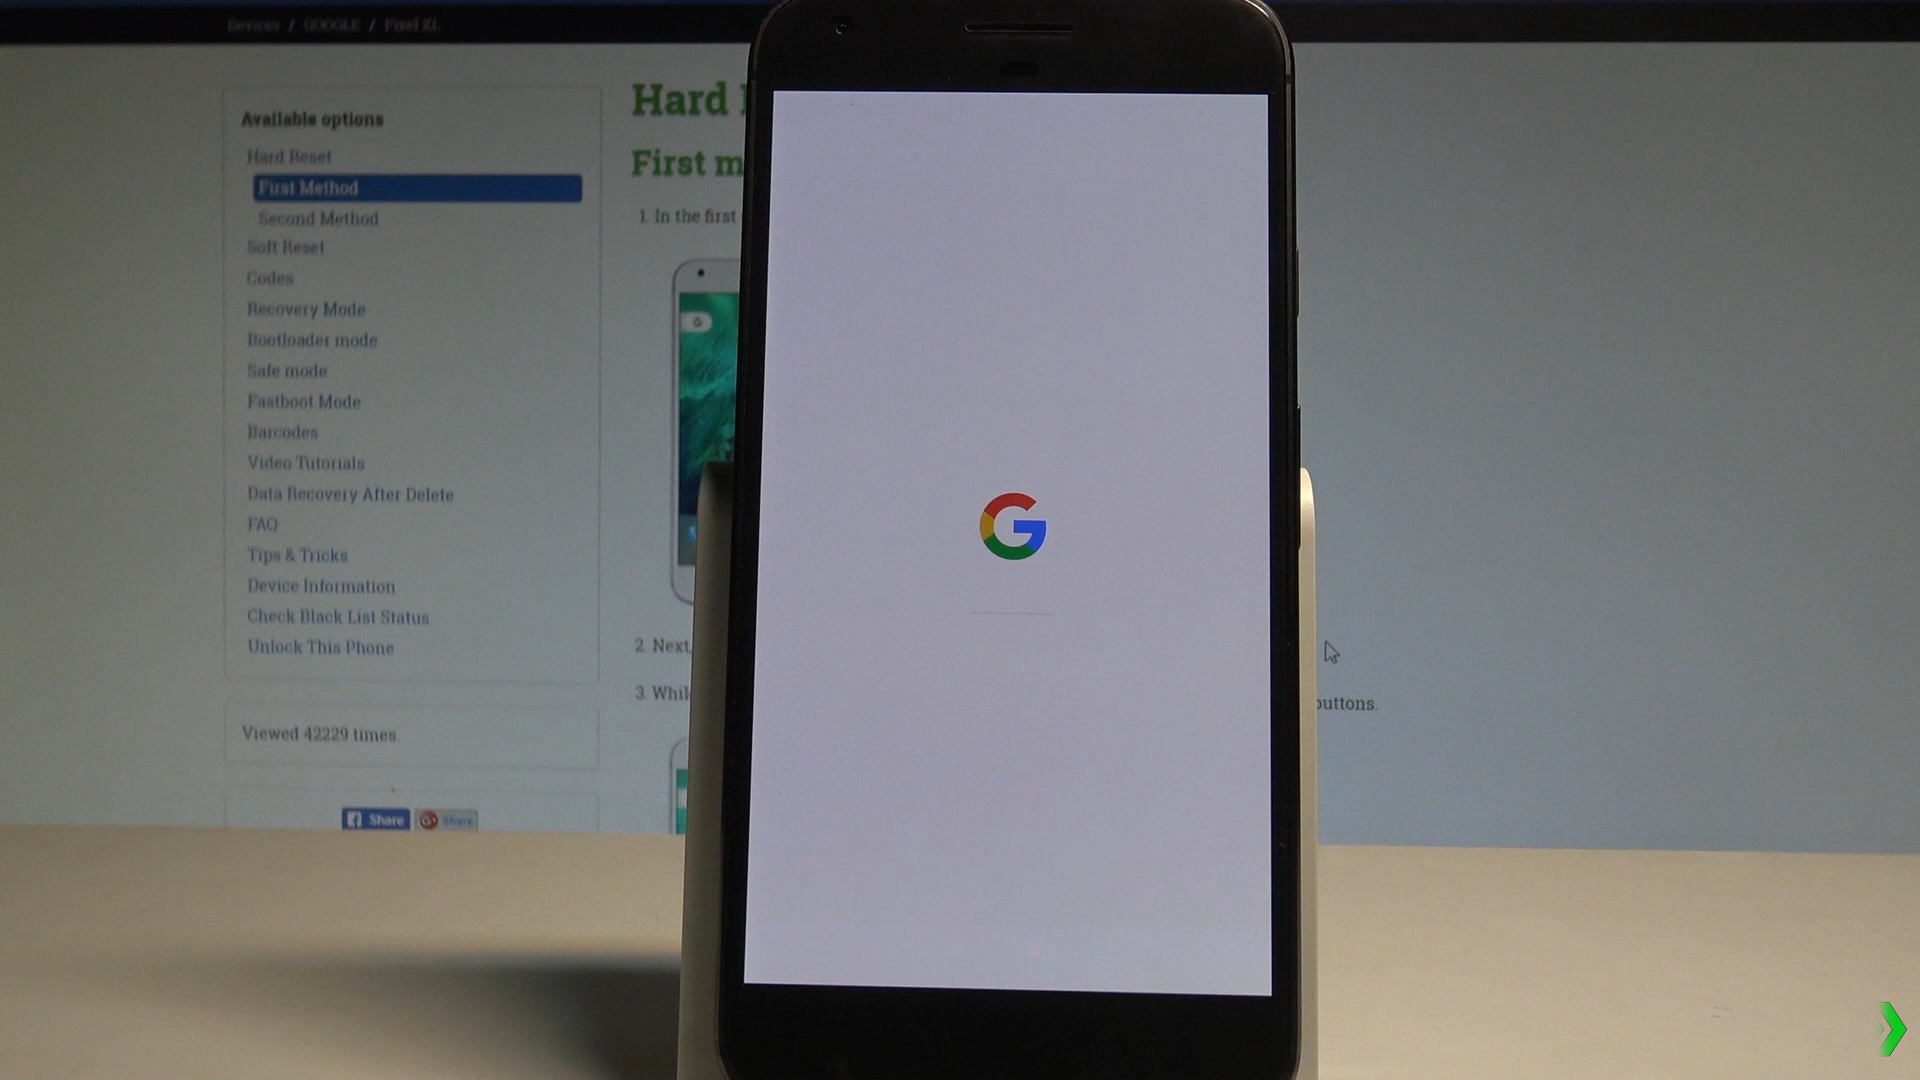 Devices / GOOGLE / Pixel XL
Available options
Hard Reset
First Method
Second Method
Soft Reset
Codes
Recovery Mode
Bootloader mode
Safe mode
Fastboot Mode
Barcodes
Video Tutorials
Data Recovery After Delete
FAQ
Tips & Tricks
Device Information
Check Black List Status
Unlock This Phone
Viewed 42229 times.
Share
Share
Hard
First m
1. In the first
G
2. Next,
3. Whil
buttons.
G